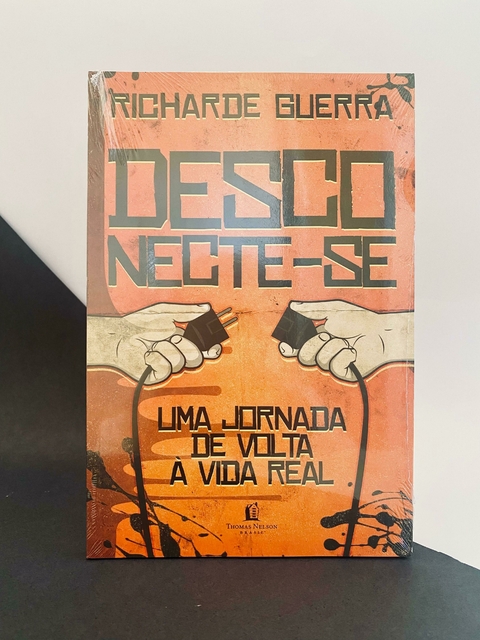 RICHARDE GUERRA
DESCO
NECTE-SE
UMA JORNADA
DE VOLTA
À VIDA REAL
THOMAS NELSON
BRASIL